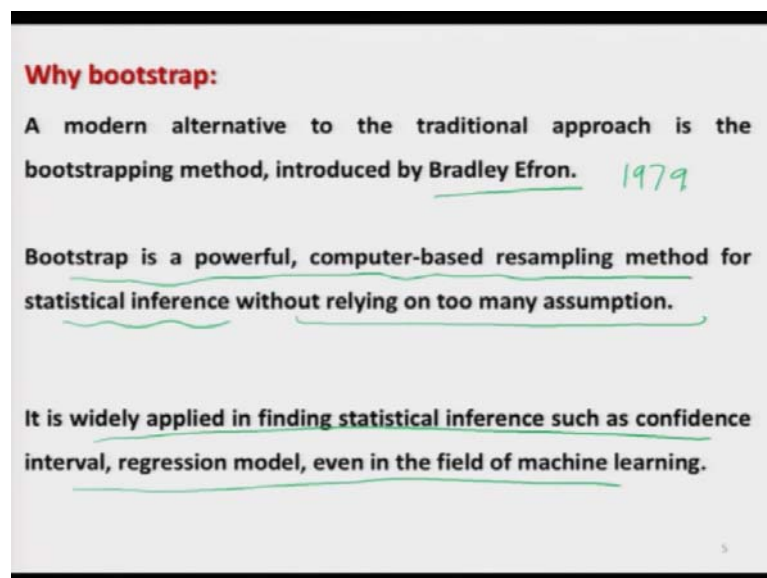 Why bootstrap:
A modern alternative to the traditional approach is the
bootstrapping method, introduced by Bradley Efron. 1979
Bootstrap is a powerful, computer-based resampling method for
statistical inference without relying on too many assumption.
It is widely applied in finding statistical inference such as confidence
interval, regression model, even in the field of machine learning.
5